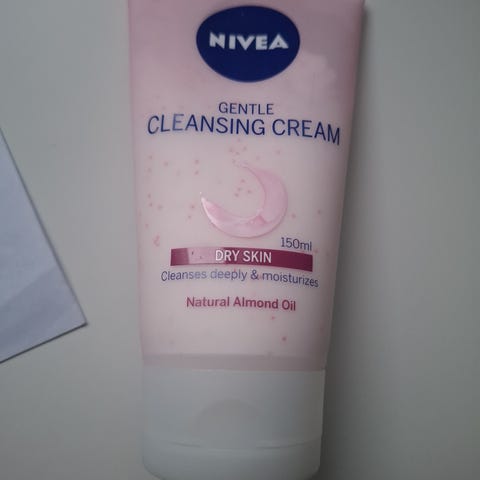 NIVEA
GENTLE
CLEANSING CREAM
150ml
DRY SKIN
Cleanses deeply & moisturizes
Natural Almond Oil